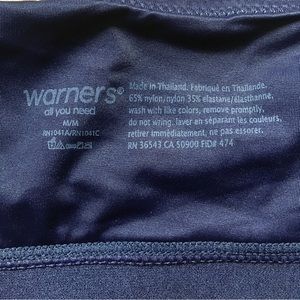 warners®
all you need
M/M
RN1041A/RN1041C
Made in Thailand. Fabriqué en Thaïlande.
65% nylon/nylon 35% elastane/élasthanne.
wash with like colors, remove promptly,
do not wring. laver en séparant les couleurs,
retirer immédiatement, ne pas essorer.
RN 36543 CA 50900 FID# 474